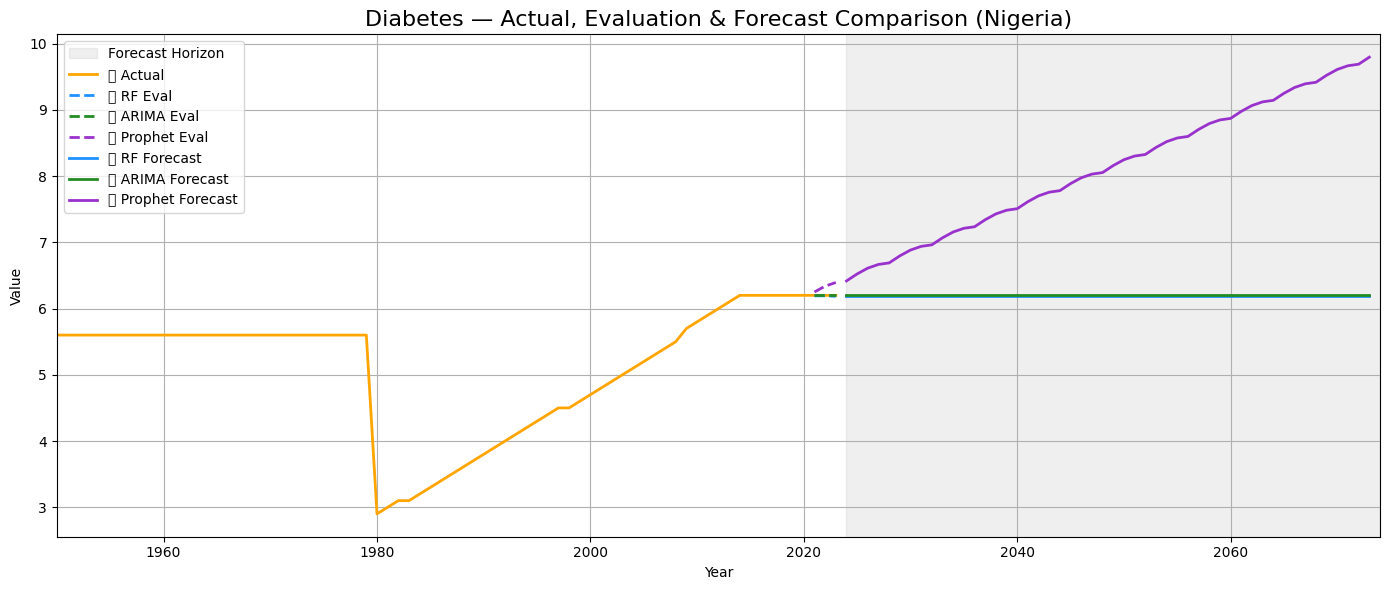 Diabetes — Actual, Evaluation & Forecast Comparison (Nigeria)
Forecast Horizon
▯ Actual
▯ RF Eval
▯ ARIMA Eval
▯ Prophet Eval
▯ RF Forecast
▯ ARIMA Forecast
▯ Prophet Forecast
Value
10
9
8
7
6
5
4
3
1960 1980 2000 2020 2040 2060
Year